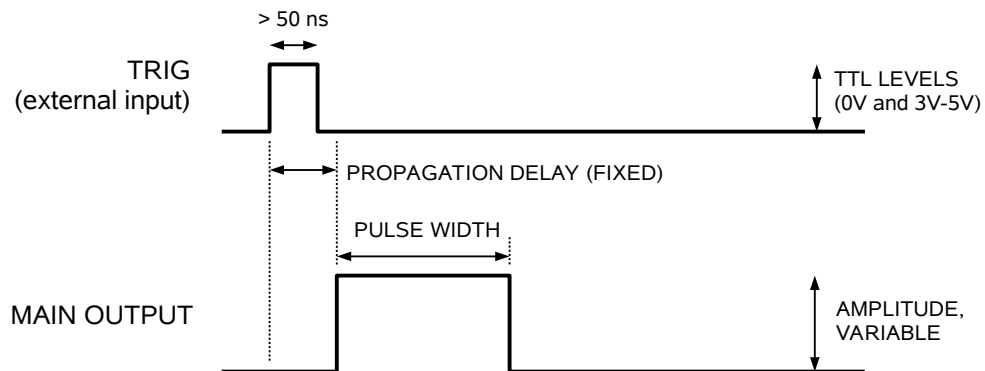 > 50 ns
TRIG
(external input)
TTL LEVELS
(0V and 3V-5V)
PROPAGATION DELAY (FIXED)
PULSE WIDTH
MAIN OUTPUT
AMPLITUDE,
VARIABLE